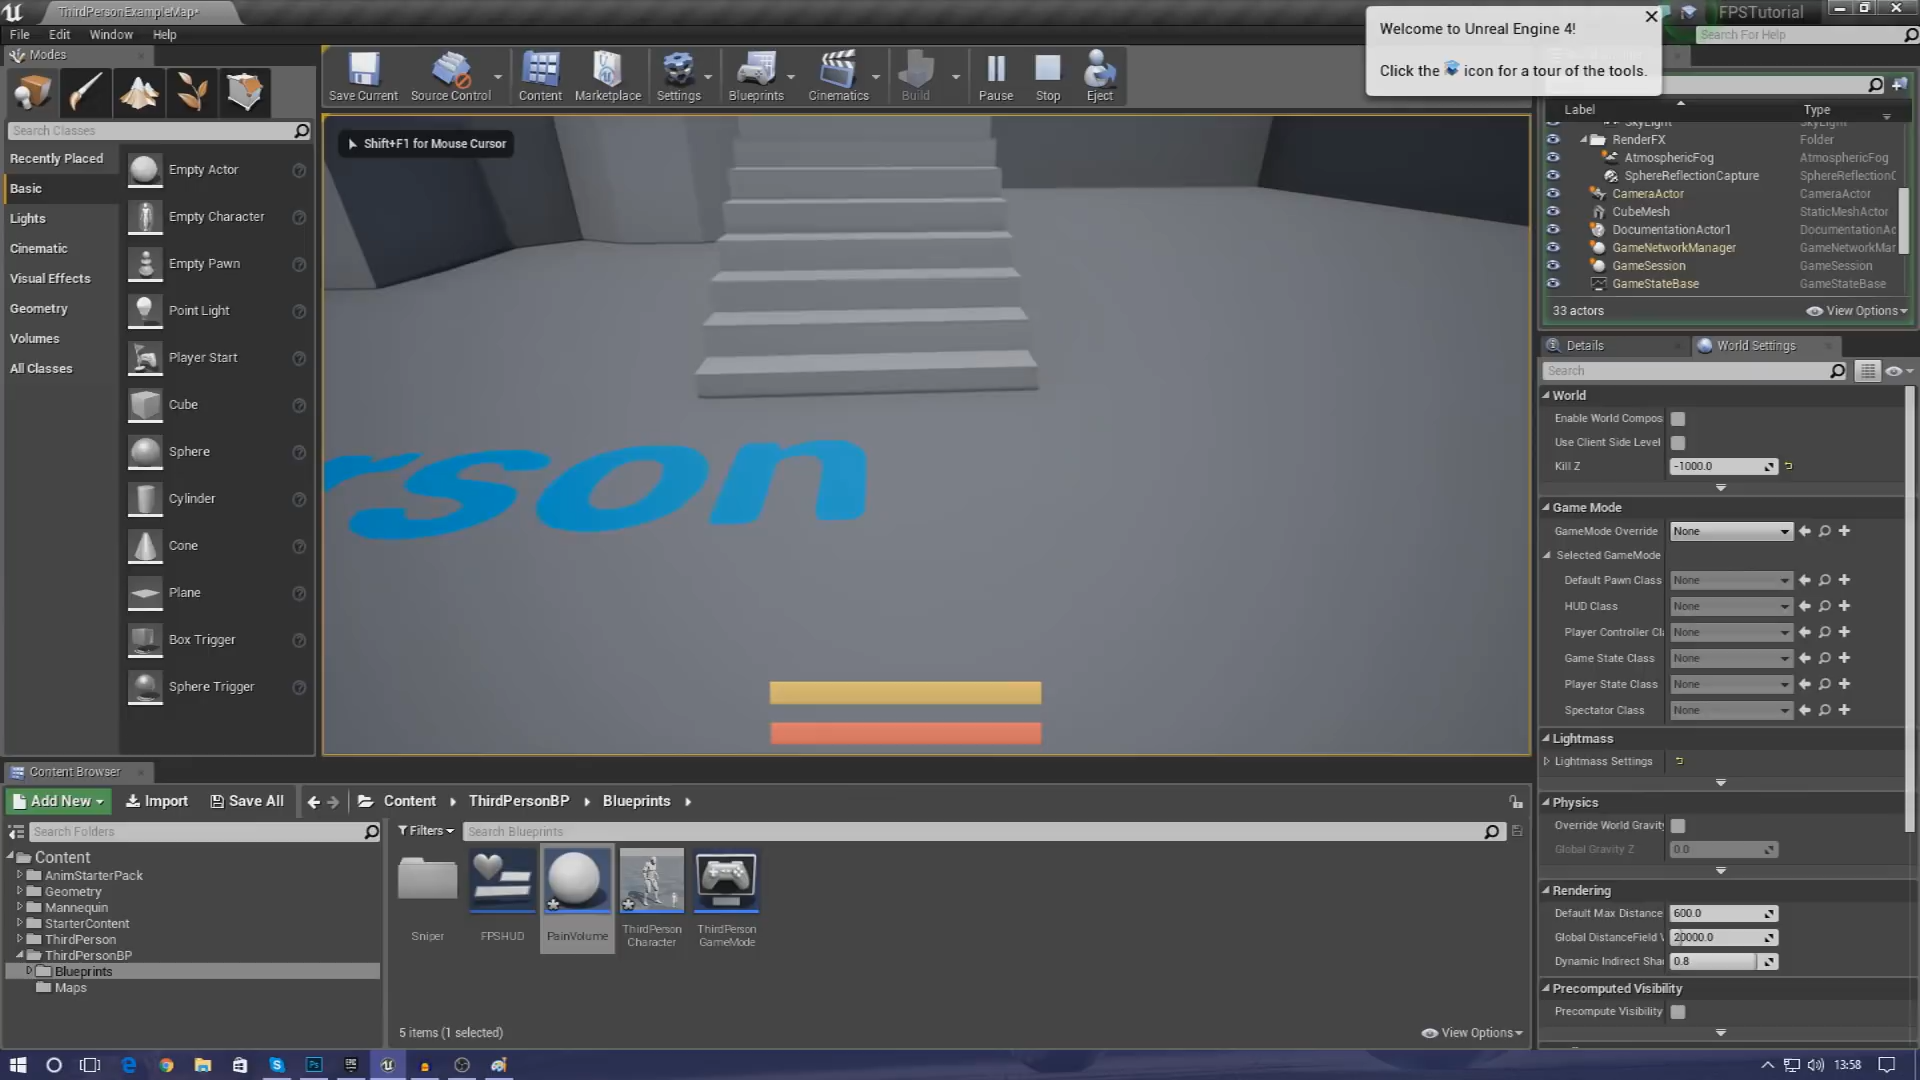 ThirdPersonExampleMap*
FPSTutorial
File Edit Window Help
Search For Help
Welcome to Unreal Engine 4!
Click the icon for a tour of the tools.
Modes
Save Current
Source Control
Content
Marketplace
Settings
Blueprints
Cinematics
Build
Pause
Stop
Eject
Search Classes
Recently Placed
Basic
Lights
Cinematic
Visual Effects
Geometry
Volumes
All Classes
Empty Actor
Empty Character
Empty Pawn
Point Light
Player Start
Cube
Sphere
Cylinder
Cone
Plane
Box Trigger
Sphere Trigger
Shift+F1 for Mouse Cursor
rson
Label Type
SkyLight SkyLight
RenderFX Folder
AtmosphericFog AtmosphericFog
SphereReflectionCapture SphereReflectionC
CameraActor CameraActor
CubeMesh StaticMeshActor
DocumentationActor1 DocumentationAc
GameNetworkManager GameNetworkMar
GameSession GameSession
GameStateBase GameStateBase
33 actors View Options
Details World Settings
Search
World
Enable World Compos
Use Client Side Level
Kill Z -1000.0
Game Mode
GameMode Override None
Selected GameMode
Default Pawn Class None
HUD Class None
Player Controller Cl None
Game State Class None
Player State Class None
Spectator Class None
Lightmass
Lightmass Settings
Physics
Override World Gravity
Global Gravity Z 0.0
Rendering
Default Max Distance 600.0
Global DistanceField V 20000.0
Dynamic Indirect Sha 0.8
Precomputed Visibility
Precompute Visibility
Content Browser
Add New Import Save All Content ThirdPersonBP Blueprints
Search Folders
Filters Search Blueprints
Content
AnimStarterPack
Geometry
Mannequin
StarterContent
ThirdPerson
ThirdPersonBP
Blueprints
Maps
Sniper
FPSHUD
PainVolume
ThirdPerson
Character
ThirdPerson
GameMode
5 items (1 selected) View Options
13:58